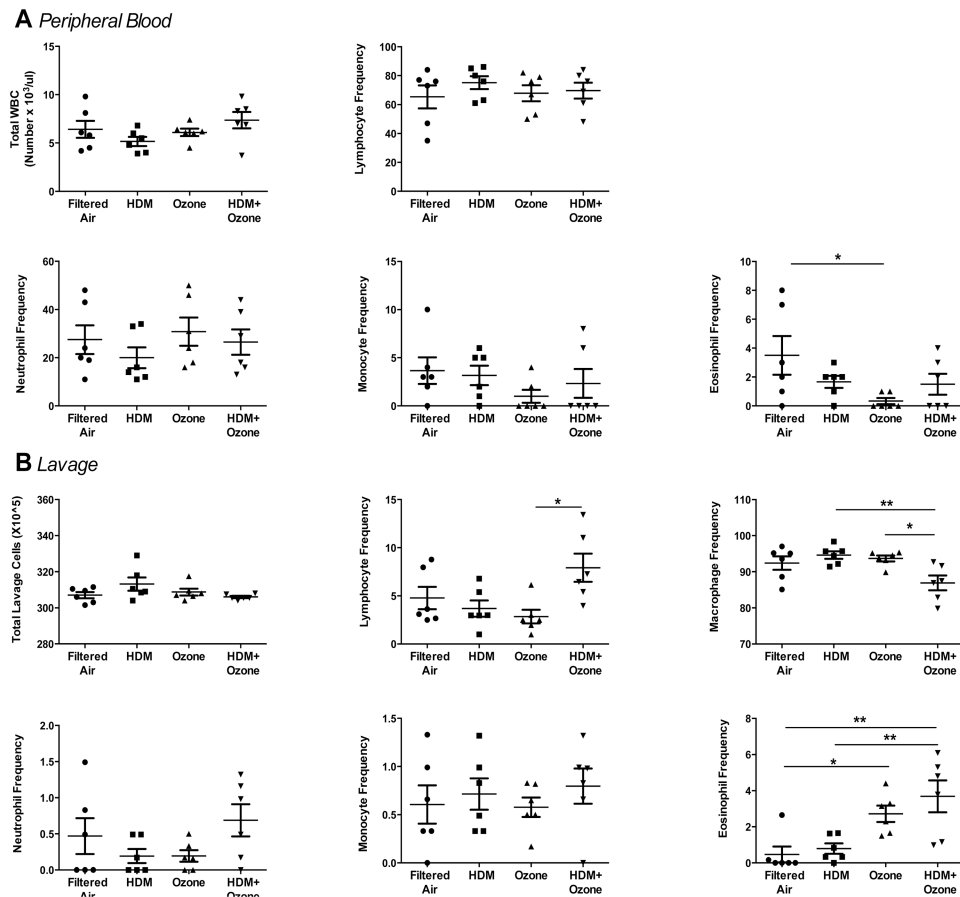 A Peripheral Blood
Total WBC
(Number x 10^3/ul)
15
10
5
0
Filtered
Air
HDM
Ozone
HDM+
Ozone
Lymphocyte Frequency
100
80
60
40
20
0
Filtered
Air
HDM
Ozone
HDM+
Ozone
Neutrophil Frequency
60
40
20
0
Filtered
Air
HDM
Ozone
HDM+
Ozone
Monocyte Frequency
15
10
5
0
Filtered
Air
HDM
Ozone
HDM+
Ozone
Eosinophil Frequency
10
8
6
4
2
0
*
Filtered
Air
HDM
Ozone
HDM+
Ozone
B Lavage
Total Lavage Cells (X10^5)
360
340
320
300
280
Filtered
Air
HDM
Ozone
HDM+
Ozone
Lymphocyte Frequency
15
10
5
0
*
Filtered
Air
HDM
Ozone
HDM+
Ozone
Macrophage Frequency
110
100
90
80
70
**
*
Filtered
Air
HDM
Ozone
HDM+
Ozone
Neutrophil Frequency
2.0
1.5
1.0
0.5
0.0
Filtered
Air
HDM
Ozone
HDM+
Ozone
Monocyte Frequency
1.5
1.0
0.5
0.0
Filtered
Air
HDM
Ozone
HDM+
Ozone
Eosinophil Frequency
8
6
4
2
0
**
**
*
Filtered
Air
HDM
Ozone
HDM+
Ozone